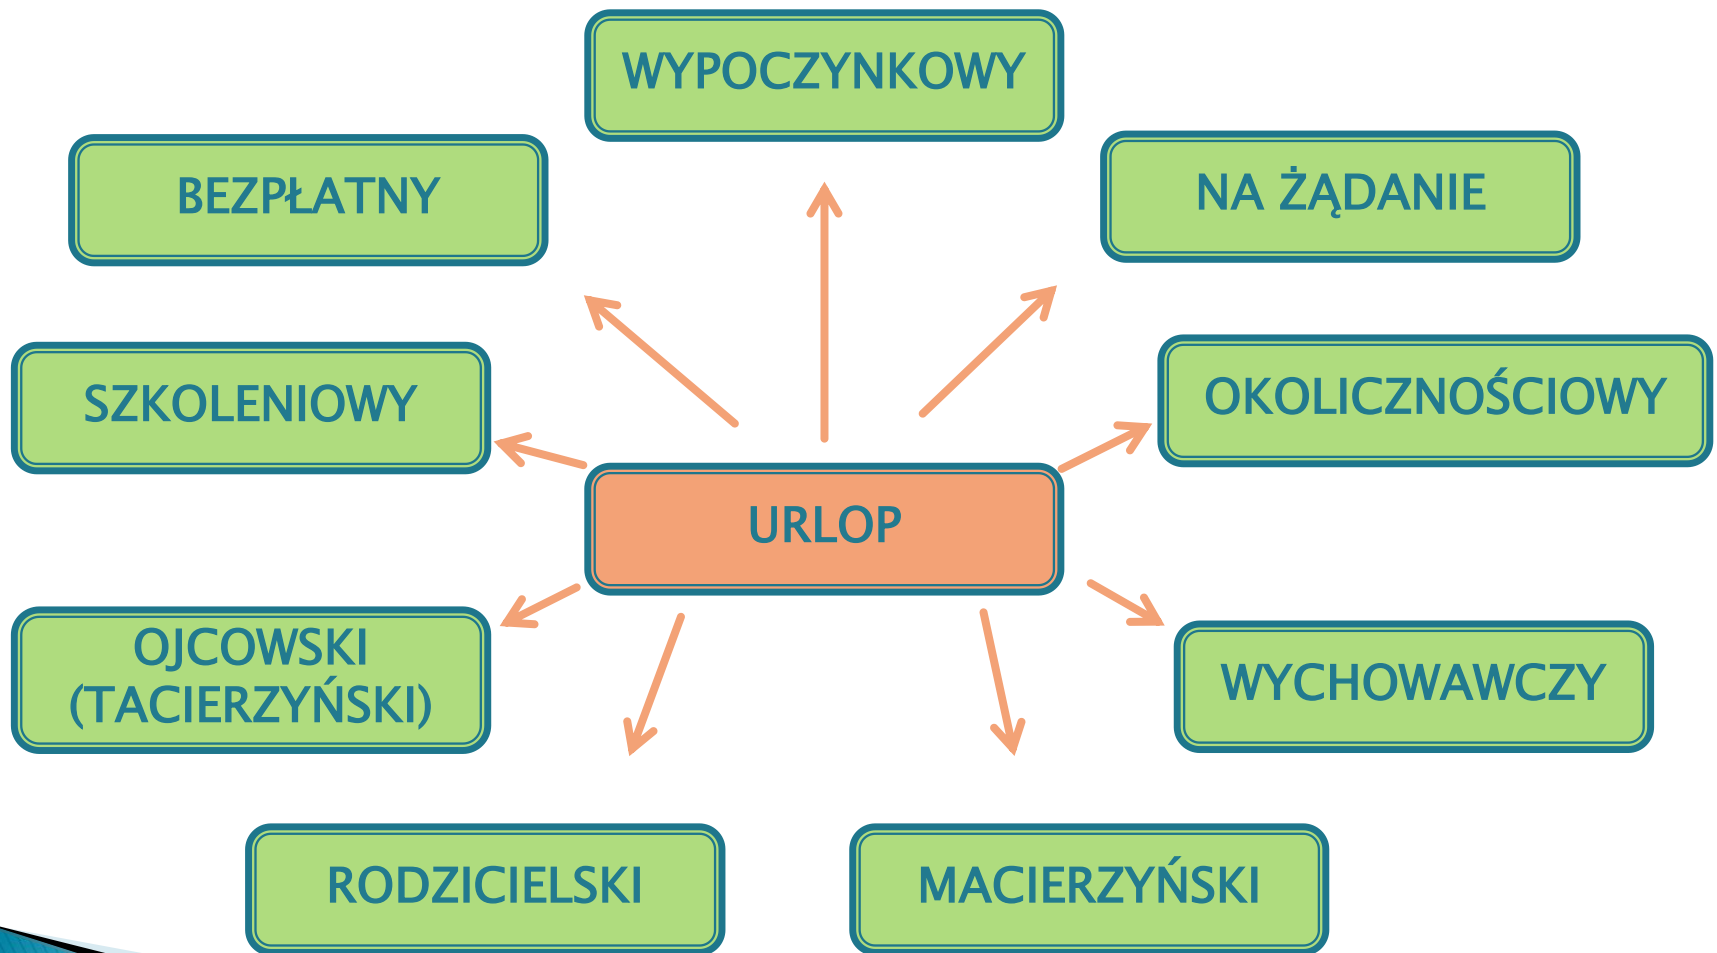 WYPOCZYNKOWY
BEZPŁATNY
NA ŻĄDANIE
SZKOLENIOWY
OKOLICZNOŚCIOWY
URLOP
OJCOWSKI
(TACIERZYŃSKI)
WYCHOWAWCZY
RODZICIELSKI
MACIERZYŃSKI